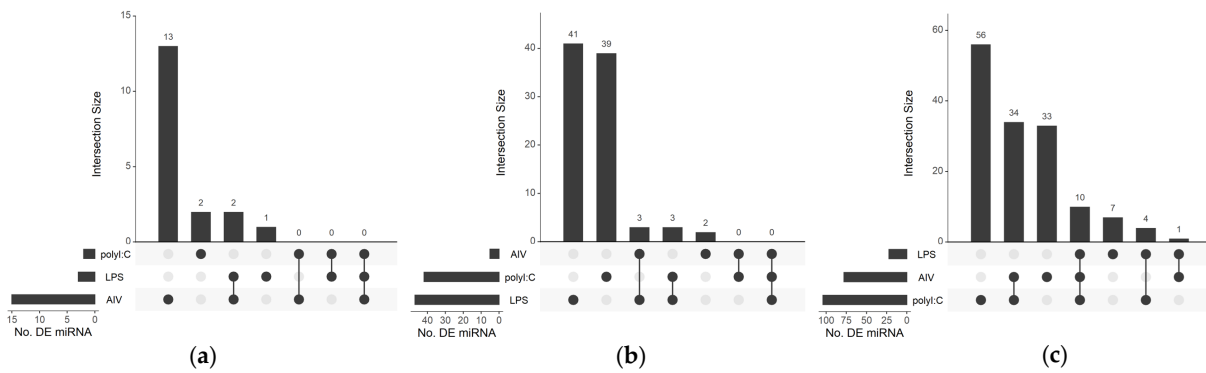 15
10
5
0
Intersection Size
13
2
2
1
0
0
0
polyI:C
LPS
AIV
15
10
5
0
No. DE miRNA
(a)
40
30
20
10
0
Intersection Size
41
39
3
3
2
0
0
AIV
polyI:C
LPS
40
30
20
10
0
No. DE miRNA
(b)
60
40
20
0
Intersection Size
56
34
33
10
7
4
1
LPS
AIV
polyI:C
100
75
50
25
0
No. DE miRNA
(c)